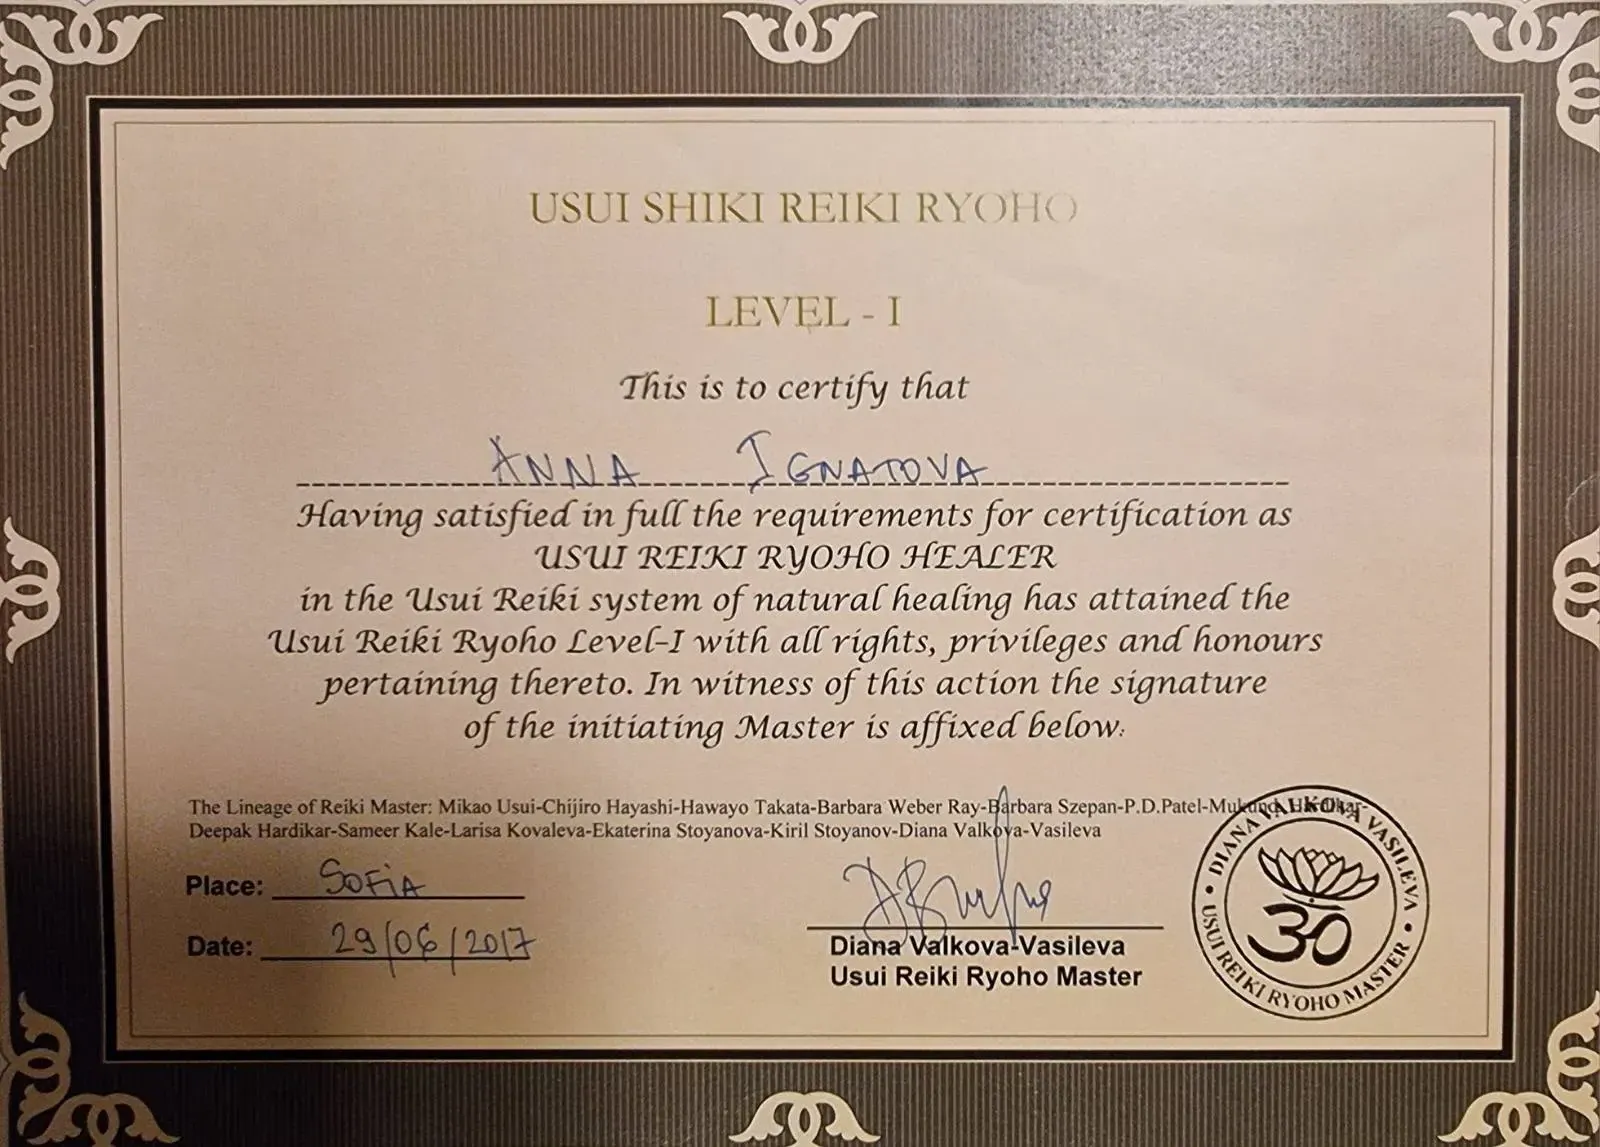 USUI SHIKI REIKI RYOHO
LEVEL - I
This is to certify that
ANNA IGNATOVA
Having satisfied in full the requirements for certification as
USUI REIKI RYOHO HEALER
in the Usui Reiki system of natural healing has attained the
Usui Reiki Ryoho Level-I with all rights, privileges and honours
pertaining thereto. In witness of this action the signature
of the initiating Master is affixed below:
The Lineage of Reiki Master: Mikao Usui-Chijiro Hayashi-Hawayo Takata-Barbara Weber Ray-Barbara Szepan-P.D.Patel-Mukund Hardikar-
Deepak Hardikar-Sameer Kale-Larisa Kovaleva-Ekaterina Stoyanova-Kiril Stoyanov-Diana Valkova-Vasileva
Place: SOFiA
Date: 29/06/2017
Diana Valkova-Vasileva
Usui Reiki Ryoho Master
DIANA VALKOVA VASILEVA
USUI REIKI RYOHO MASTER